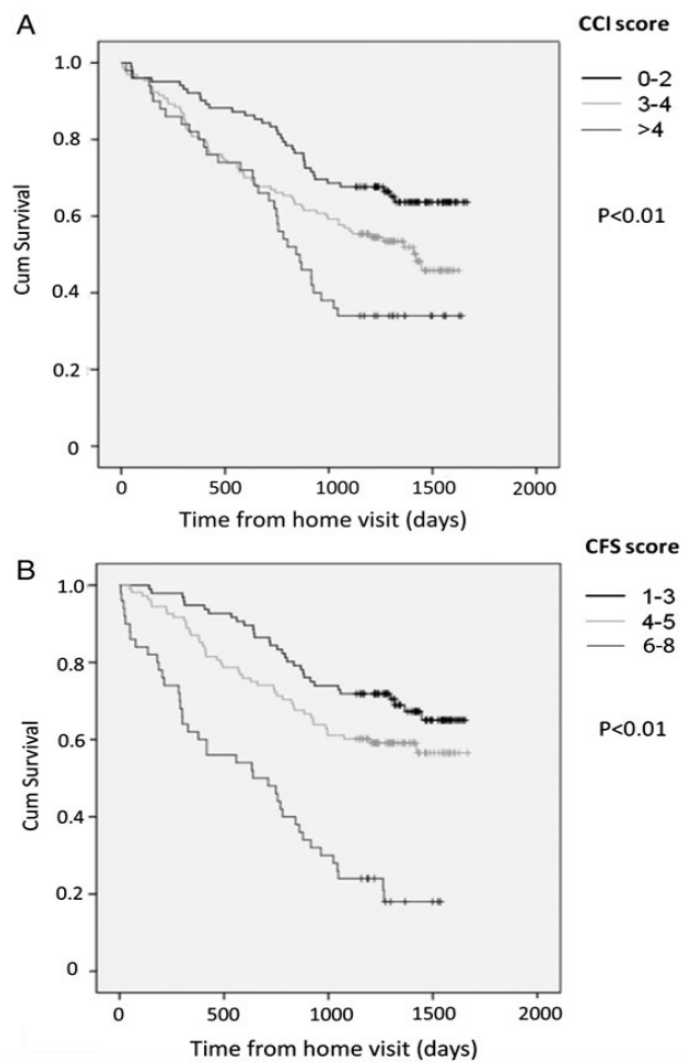 A
CCI score
0-2
3-4
>4
P<0.01
Cum Survival
1.0
0.8
0.6
0.4
0.2
0
0 500 1000 1500 2000
Time from home visit (days)
B
CFS score
1-3
4-5
6-8
P<0.01
Cum Survival
1.0
0.8
0.6
0.4
0.2
0
0 500 1000 1500 2000
Time from home visit (days)